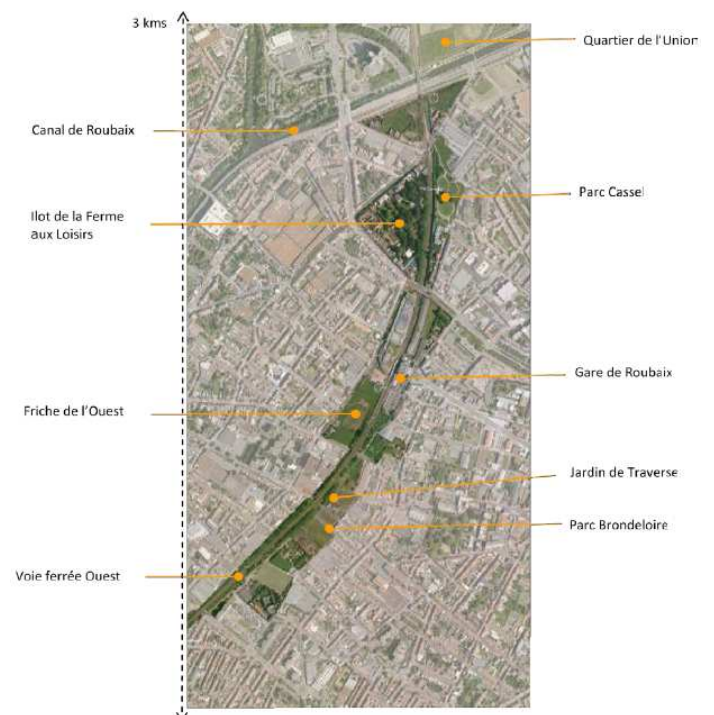 3 kms
Quartier de l'Union
Canal de Roubaix
Parc Cassel
Ilot de la Ferme
aux Loisirs
Gare de Roubaix
Friche de l'Ouest
Jardin de Traverse
Parc Brondeloire
Voie ferrée Ouest